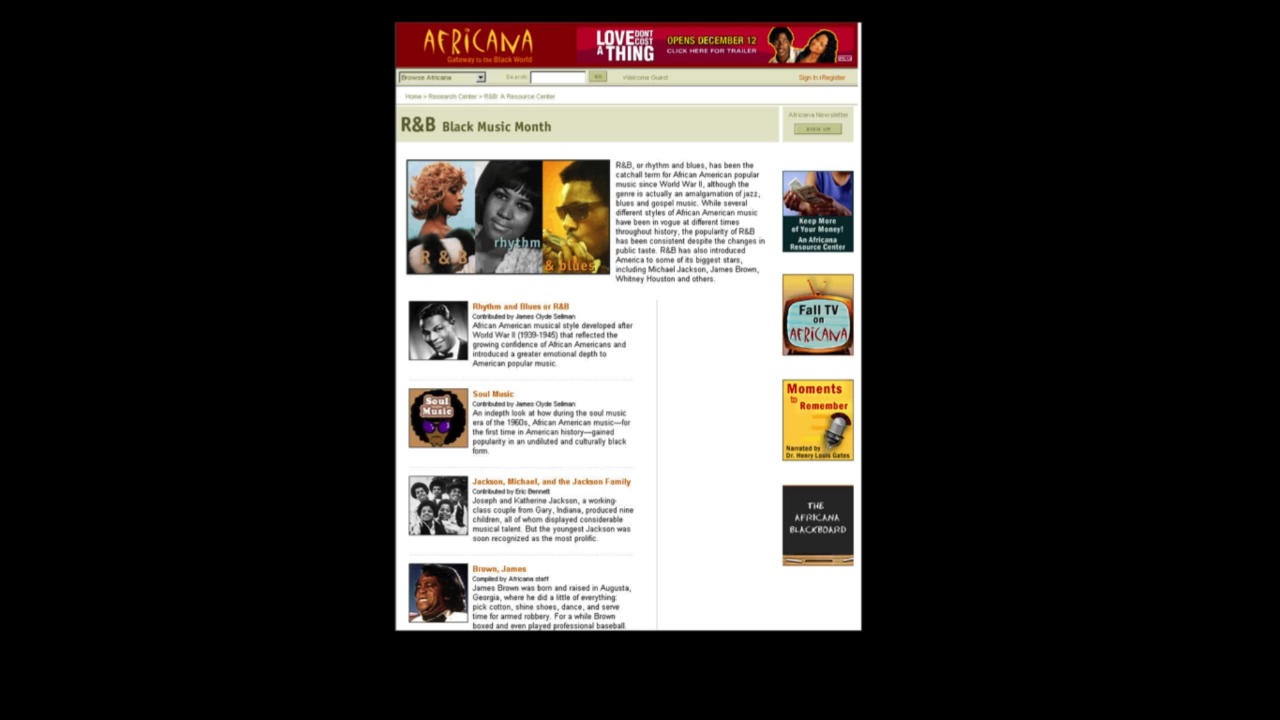 AFRICANA
Gateway to the Black World
LOVE DONT COST A THING
OPENS DECEMBER 12
CLICK HERE FOR TRAILER
Browse Africana
Search:
GO
Welcome Guest
Sign In/Register
Home > Research Center > R&B: A Resource Center
R&B Black Music Month
Africana Newsletter
SIGN UP
R & B
rhythm
& blues
R&B, or rhythm and blues, has been the
catchall term for African American popular
music since World War II, although the
genre is actually an amalgamation of jazz,
blues and gospel music. While several
different styles of African American music
have been in vogue at different times
throughout history, the popularity of R&B
has been consistent despite the changes in
public taste. R&B has also introduced
America to some of its biggest stars,
including Michael Jackson, James Brown,
Whitney Houston and others.
Keep More
of Your Money!
An Africana
Resource Center
Rhythm and Blues or R&B
Contributed by James Clyde Sellman
African American musical style developed after
World War II (1939-1945) that reflected the
growing confidence of African Americans and
introduced a greater emotional depth to
American popular music.
Fall TV
on
AFRICANA
Soul Music
Soul Music
Contributed by James Clyde Sellman
An indepth look at how during the soul music
era of the 1960s, African American music—for
the first time in American history—gained
popularity in an undiluted and culturally black
form.
Moments
to Remember
Narrated by
Dr. Henry Louis Gates
Jackson, Michael, and the Jackson Family
Contributed by Eric Bennett
Joseph and Katherine Jackson, a working-
class couple from Gary, Indiana, produced nine
children, all of whom displayed considerable
musical talent. But the youngest Jackson was
soon recognized as the most prolific.
THE
AFRICANA
BLACKBOARD
Brown, James
Compiled by Africana staff
James Brown was born and raised in Augusta,
Georgia, where he did a little of everything:
pick cotton, shine shoes, dance, and serve
time for armed robbery. For a while Brown
boxed and even played professional baseball.